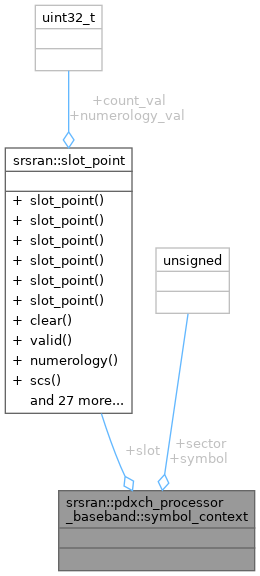 uint32_t
+count_val
+numerology_val
srsran::slot_point
+ slot_point()
+ slot_point()
+ slot_point()
+ slot_point()
+ slot_point()
+ slot_point()
+ clear()
+ valid()
+ numerology()
+ scs()
and 27 more...
unsigned
+slot
+sector
+symbol
srsran::pdxch_processor
_baseband::symbol_context